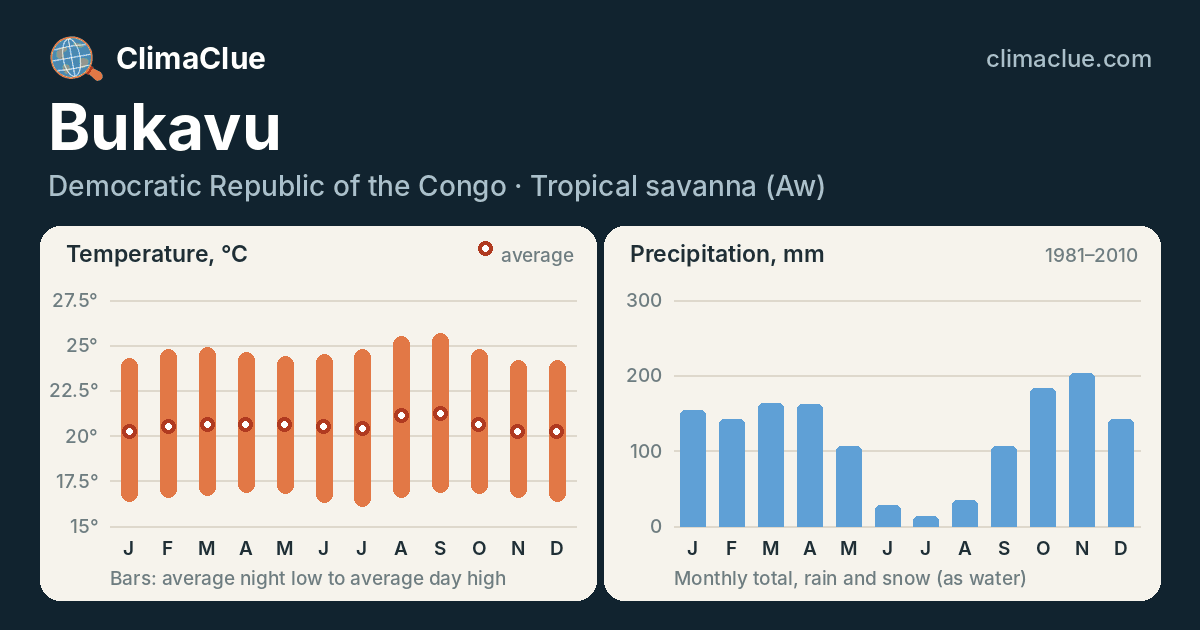 ClimaClue
climaclue.com
Bukavu
Democratic Republic of the Congo · Tropical savanna (Aw)
Temperature, °C
average
27.5°
25°
22.5°
20°
17.5°
15°
J F M A M J J A S O N D
Bars: average night low to average day high
Precipitation, mm
1981–2010
300
200
100
0
J F M A M J J A S O N D
Monthly total, rain and snow (as water)